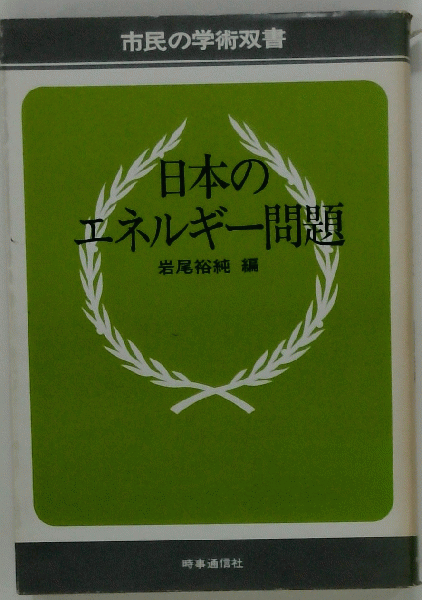 市民の学術双書
日本の
エネルギー問題
岩尾裕純 編
時事通信社